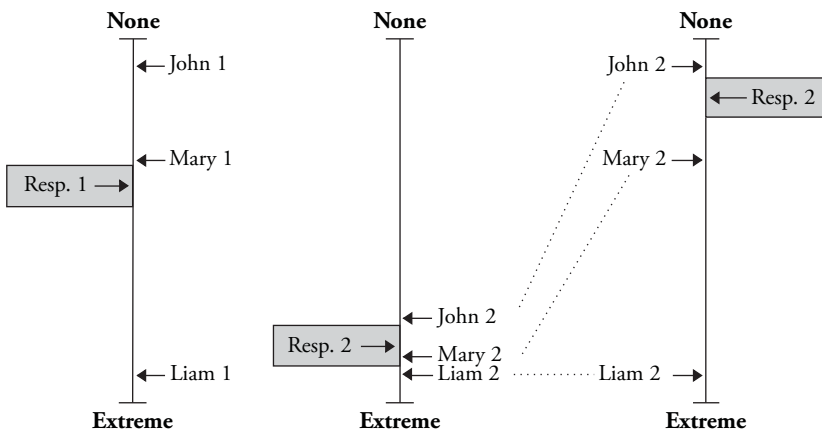 None
John 1
Mary 1
Resp. 1
Liam 1
Extreme
None
John 2
Resp. 2
Mary 2
Liam 2
Extreme
None
John 2
Resp. 2
Mary 2
Liam 2
Extreme